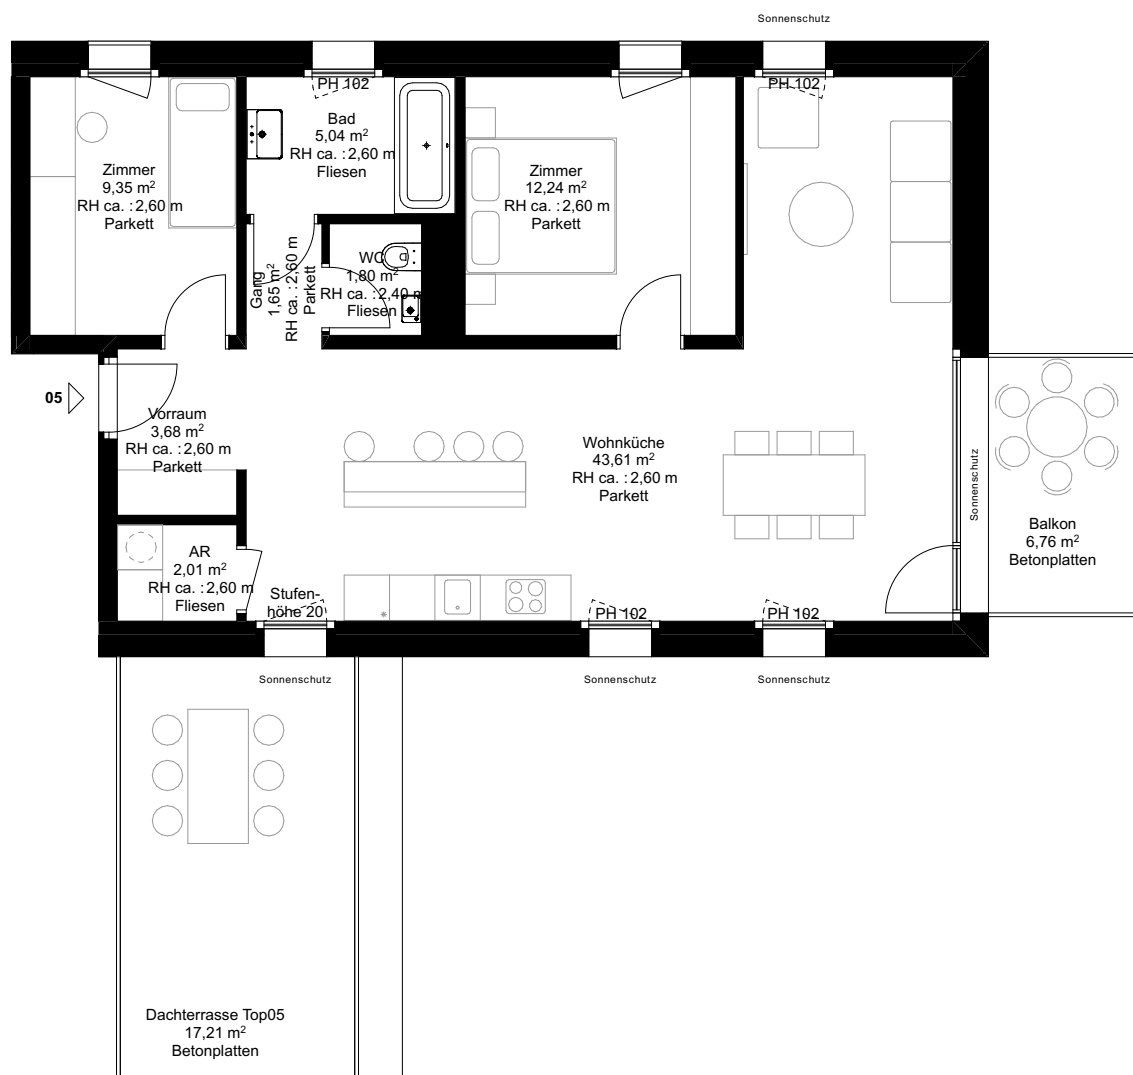 Sonnenschutz
PH 102
PH 102
Bad
5,04 m²
RH ca. :2,60 m
Fliesen
Zimmer
9,35 m²
RH ca. :2,60 m
Parkett
Zimmer
12,24 m²
RH ca. :2,60 m
Parkett
Gang
1,65 m²
RH ca. :2,60 m
Parkett
WC
1,80 m²
RH ca. :2,40 m
Fliesen
05
Vorraum
3,68 m²
RH ca. :2,60 m
Parkett
Wohnküche
43,61 m²
RH ca. :2,60 m
Parkett
Sonnenschutz
Balkon
6,76 m²
Betonplatten
AR
2,01 m²
RH ca. :2,60 m
Fliesen
Stufen-
höhe 20
PH 102
PH 102
Sonnenschutz
Sonnenschutz
Sonnenschutz
Dachterrasse Top05
17,21 m²
Betonplatten